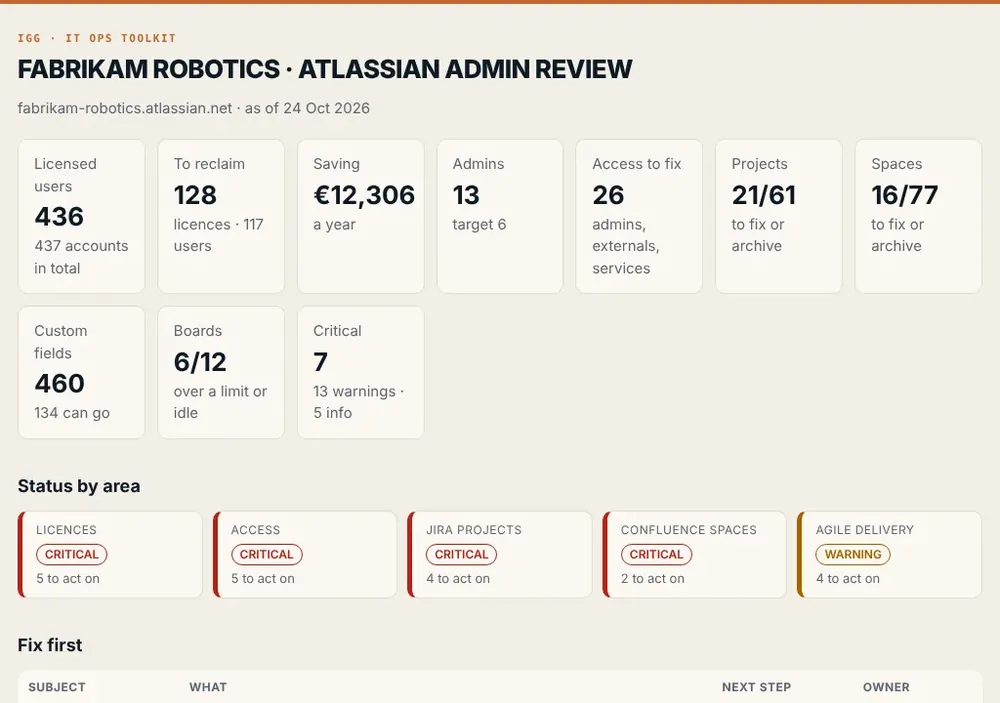 IGG · IT OPS TOOLKIT
FABRIKAM ROBOTICS · ATLASSIAN ADMIN REVIEW
fabrikam-robotics.atlassian.net · as of 24 Oct 2026
Licensed
users
436
437 accounts
in total
To reclaim
128
licences · 117
users
Saving
€12,306
a year
Admins
13
target 6
Access to fix
26
admins,
externals,
services
Projects
21/61
to fix or
archive
Spaces
16/77
to fix or
archive
Custom
fields
460
134 can go
Boards
6/12
over a limit or
idle
Critical
7
13 warnings ·
5 info
Status by area
LICENCES
CRITICAL
5 to act on
ACCESS
CRITICAL
5 to act on
JIRA PROJECTS
CRITICAL
4 to act on
CONFLUENCE SPACES
CRITICAL
2 to act on
AGILE DELIVERY
WARNING
4 to act on
Fix first
SUBJECT WHAT NEXT STEP OWNER